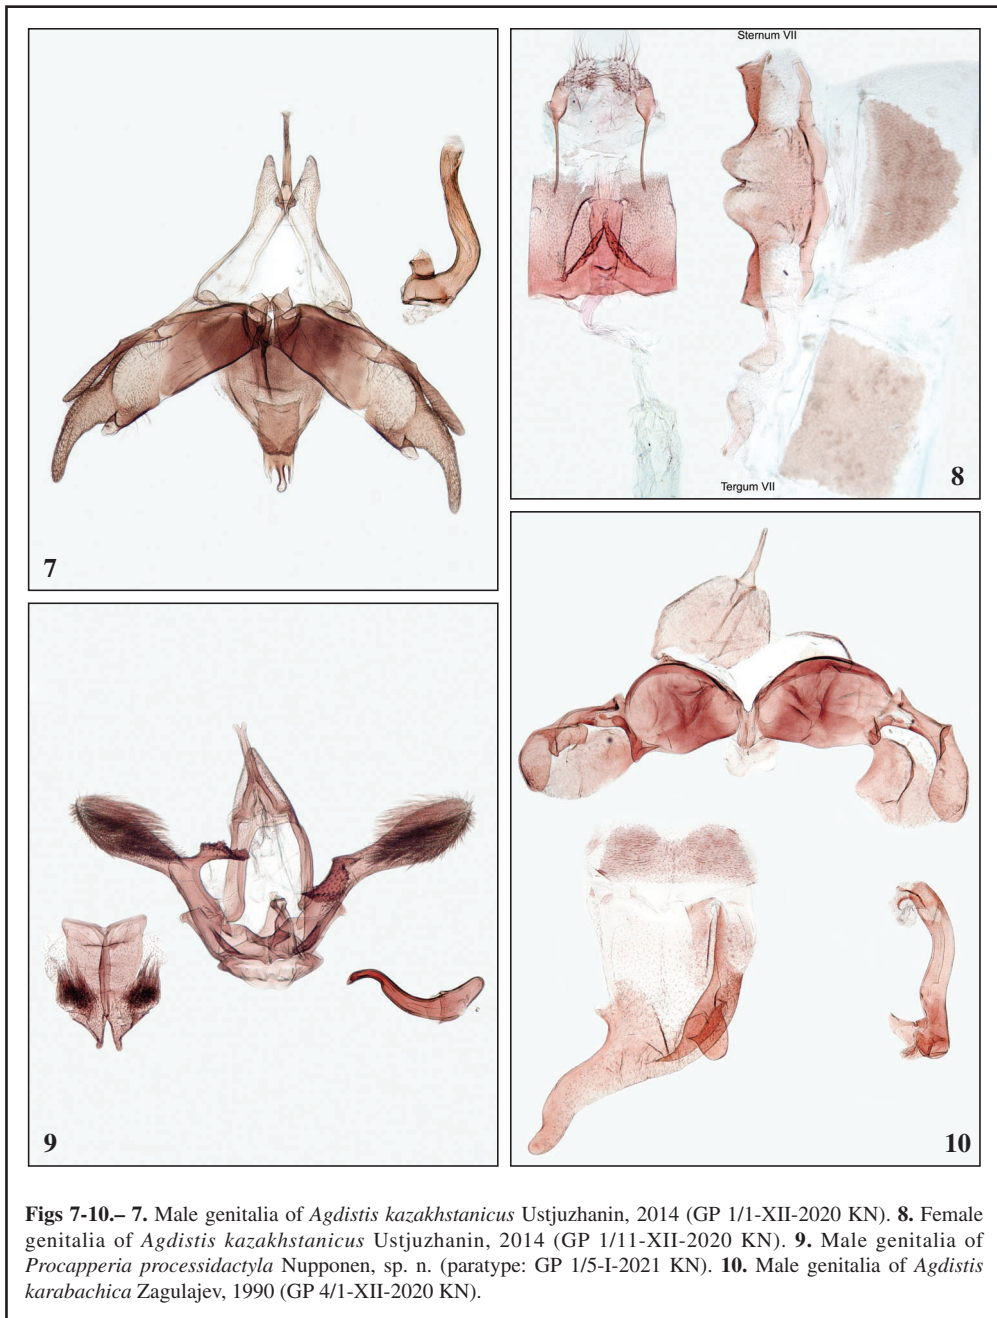 7
Sternum VII
Tergum VII
8
9
10
Figs 7-10.– 7. Male genitalia of Agdistis kazakhstanicus Ustjuzhanin, 2014 (GP 1/1-XII-2020 KN). 8. Female
genitalia of Agdistis kazakhstanicus Ustjuzhanin, 2014 (GP 1/11-XII-2020 KN). 9. Male genitalia of
Procapperia processidactyla Nupponen, sp. n. (paratype: GP 1/5-I-2021 KN). 10. Male genitalia of Agdistis
karabachica Zagulajev, 1990 (GP 4/1-XII-2020 KN).